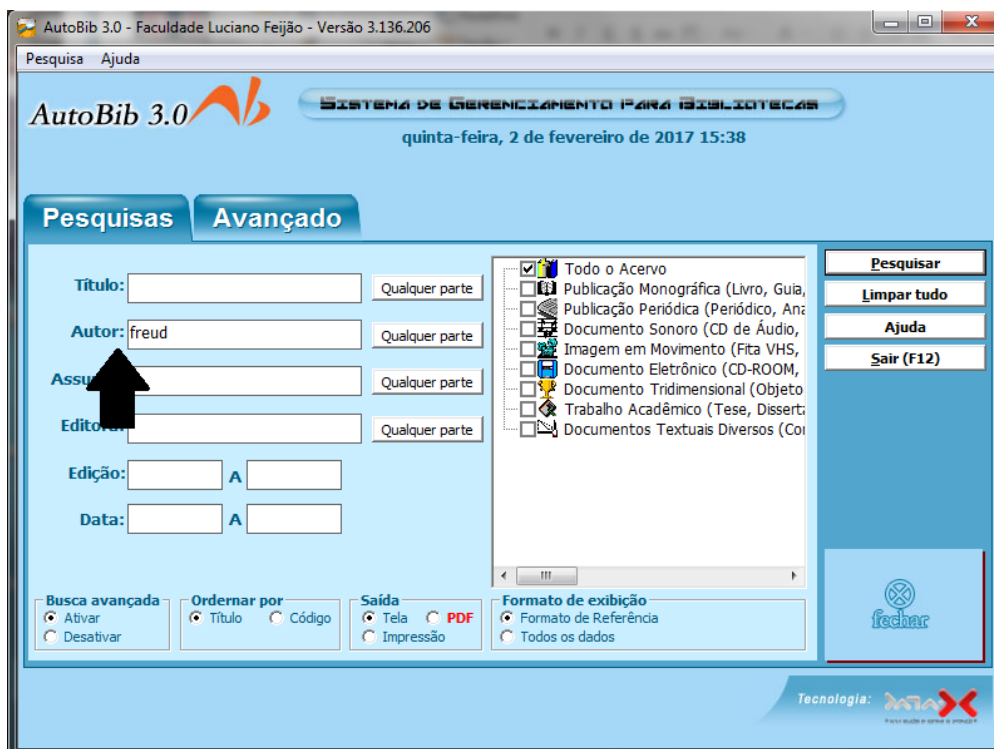 AutoBib 3.0 - Faculdade Luciano Feijão - Versão 3.136.206
Pesquisa Ajuda
AutoBib 3.0
SISTEMA DE GERENCIAMENTO PARA BIBLIOTECAS
quinta-feira, 2 de fevereiro de 2017 15:38
Pesquisas Avançado
Título: Qualquer parte
Autor: freud Qualquer parte
Assu Qualquer parte
Editora: Qualquer parte
Edição: A
Data: A
Todo o Acervo
Publicação Monográfica (Livro, Guia,
Publicação Periódica (Periódico, Ana
Documento Sonoro (CD de Áudio,
Imagem em Movimento (Fita VHS,
Documento Eletrônico (CD-ROOM,
Documento Tridimensional (Objeto
Trabalho Acadêmico (Tese, Disserta
Documentos Textuais Diversos (Cor
Pesquisar
Limpar tudo
Ajuda
Sair (F12)
Busca avançada
Ativar
Desativar
Ordernar por
Título Código
Saída
Tela PDF
Impressão
Formato de exibição
Formato de Referência
Todos os dados
fechar
Tecnologia: